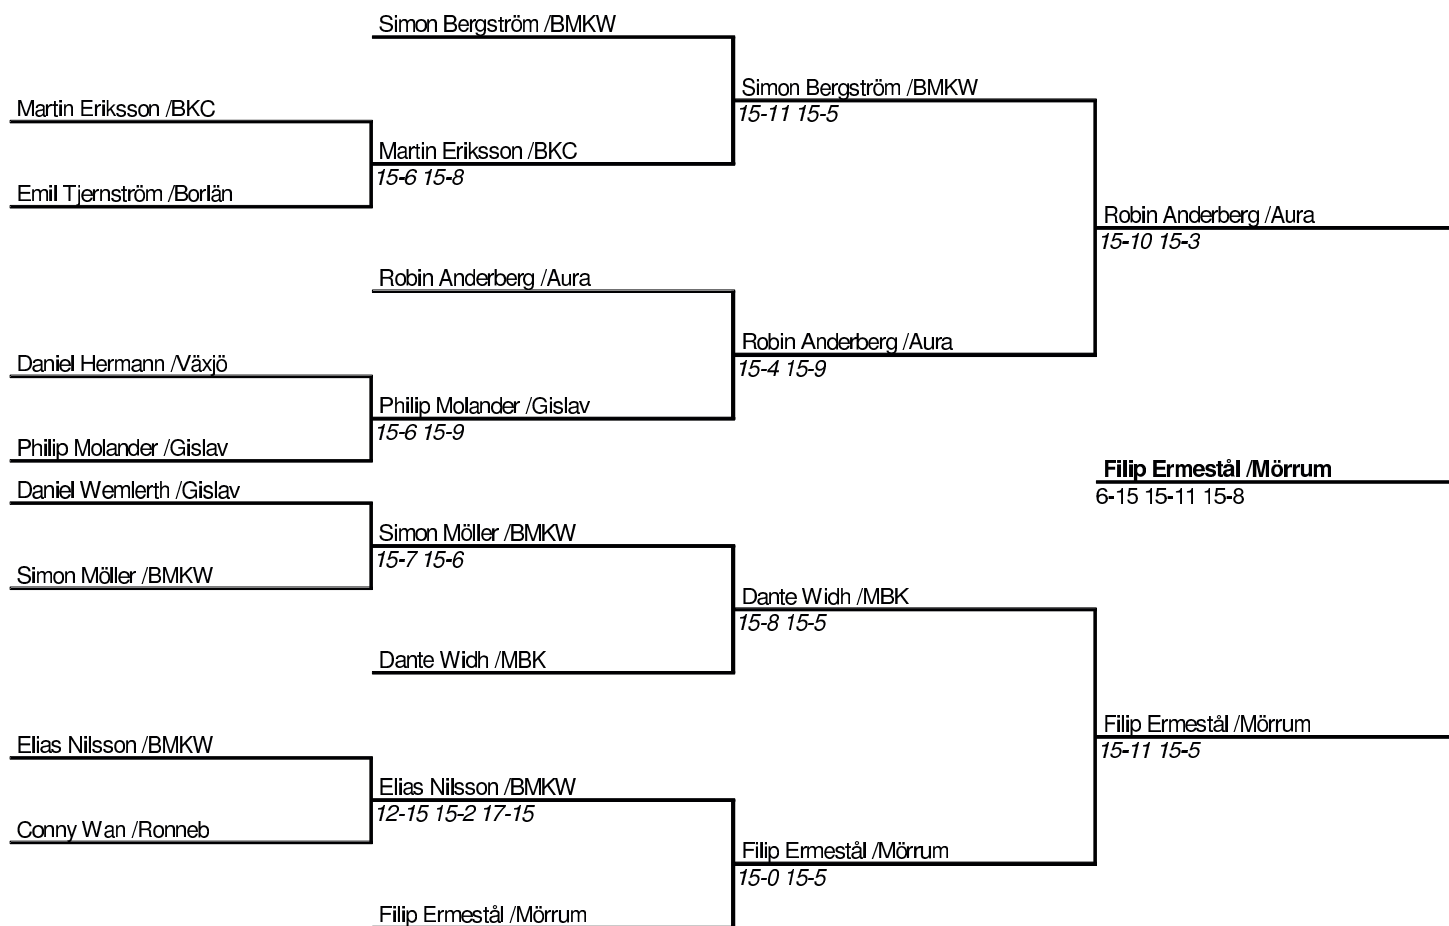 Simon Bergström /BMKW
Simon Bergström /BMKW
15-11 15-5
Martin Eriksson /BKC
Martin Eriksson /BKC
15-6 15-8
Emil Tjernström /Borlän
Robin Anderberg /Aura
15-10 15-3
Robin Anderberg /Aura
Robin Anderberg /Aura
15-4 15-9
Daniel Hermann /Växjö
Philip Molander /Gislav
15-6 15-9
Philip Molander /Gislav
Filip Ermestål /Mörrum
6-15 15-11 15-8
Daniel Wemlerth /Gislav
Simon Möller /BMKW
15-7 15-6
Simon Möller /BMKW
Dante Widh /MBK
15-8 15-5
Dante Widh /MBK
Filip Ermestål /Mörrum
15-11 15-5
Elias Nilsson /BMKW
Elias Nilsson /BMKW
12-15 15-2 17-15
Conny Wan /Ronneb
Filip Ermestål /Mörrum
15-0 15-5
Filip Ermestål /Mörrum